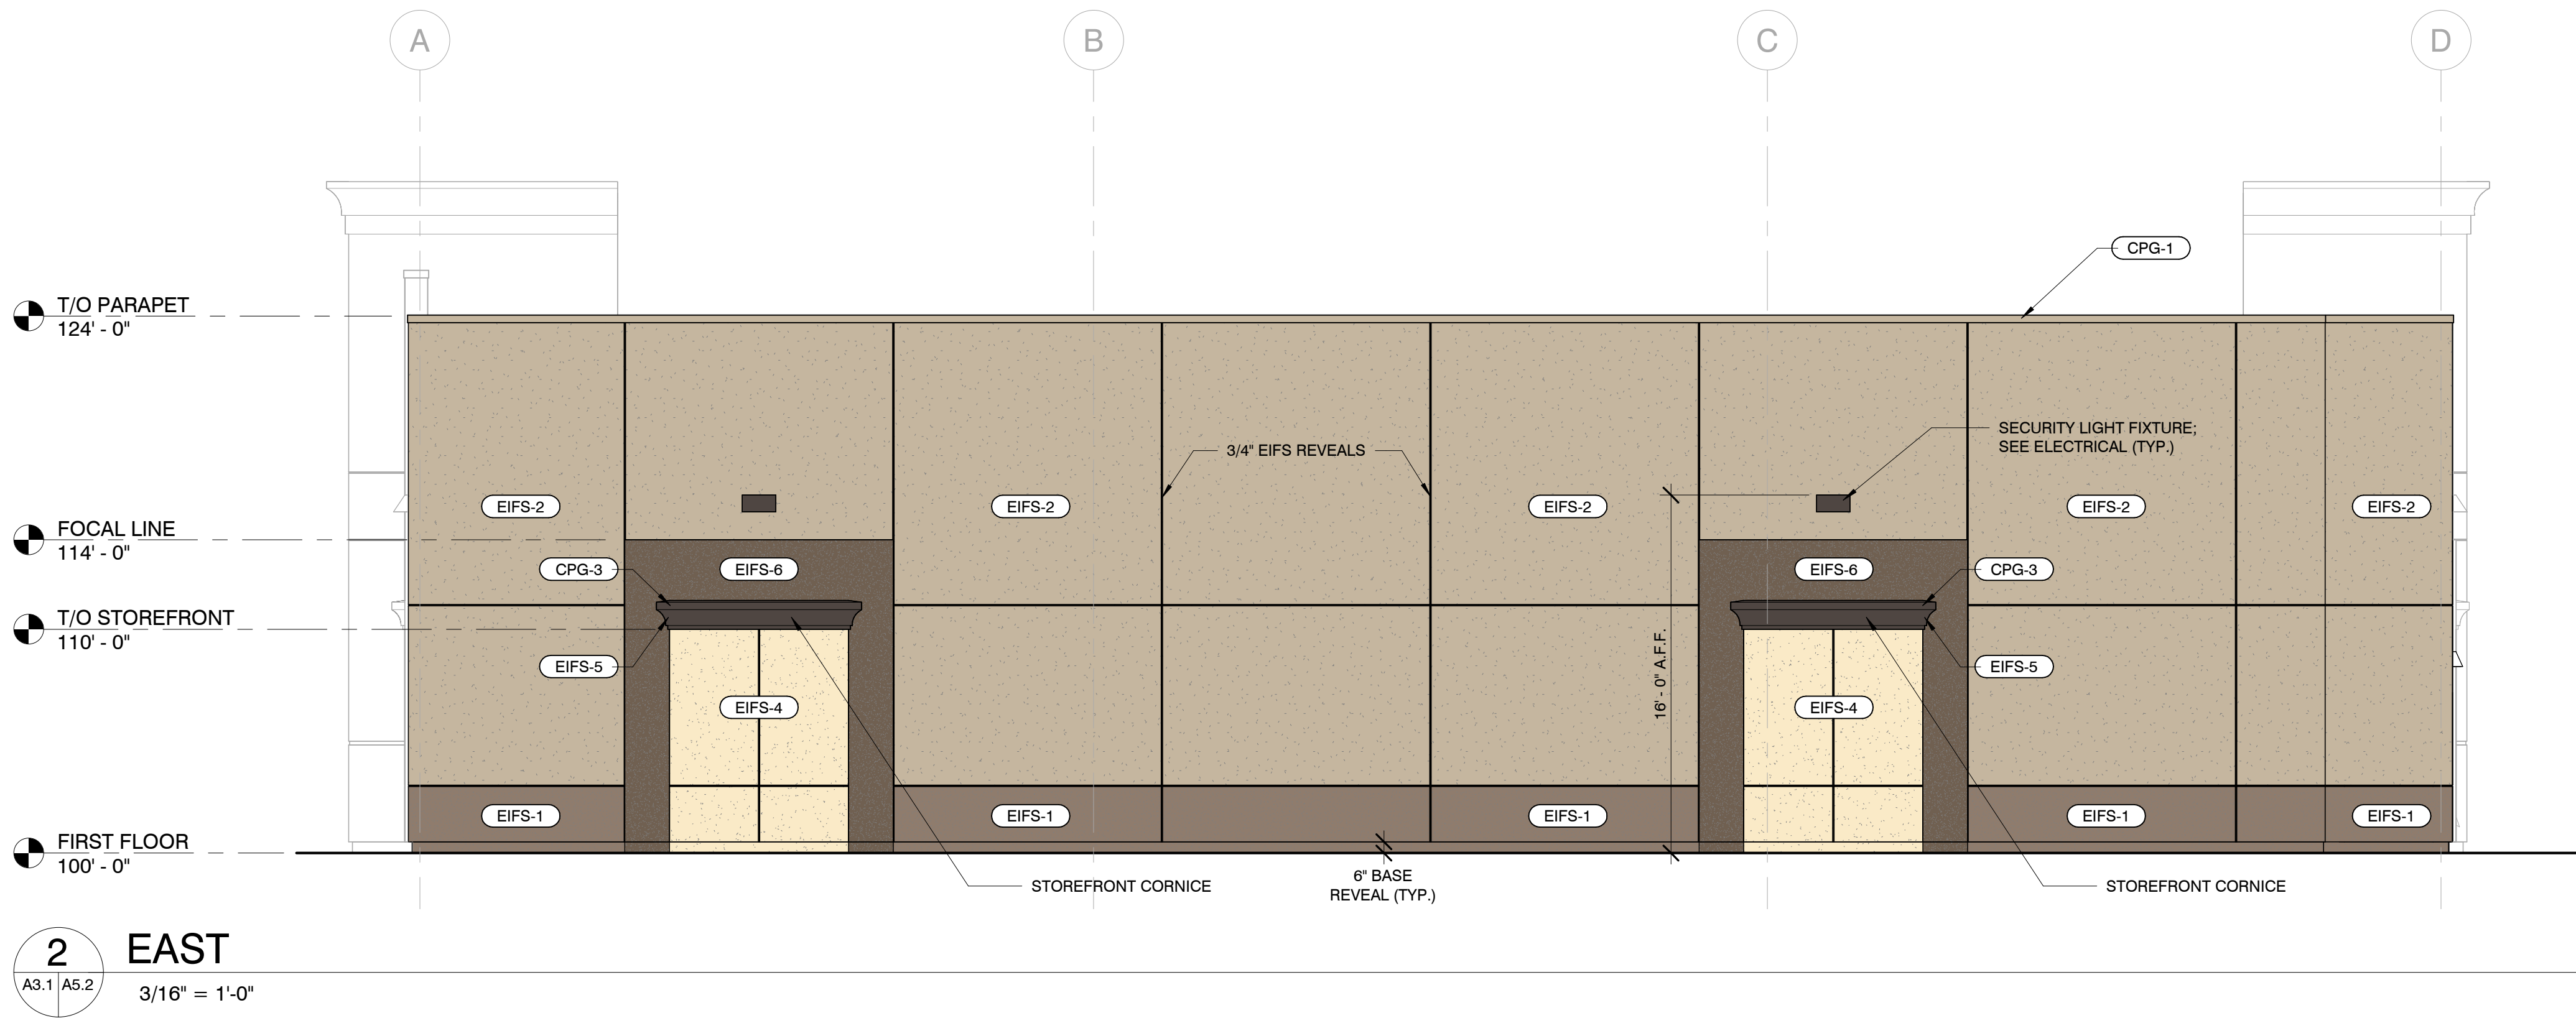 A
B
C
D
CPG-1
T/O PARAPET
124' - 0"
SECURITY LIGHT FIXTURE;
SEE ELECTRICAL (TYP.)
3/4" EIFS REVEALS
EIFS-2
EIFS-2
EIFS-2
EIFS-2
EIFS-2
FOCAL LINE
114' - 0"
CPG-3
EIFS-6
EIFS-6
CPG-3
T/O STOREFRONT
110' - 0"
EIFS-5
EIFS-5
16' - 0" A.F.F.
EIFS-4
EIFS-4
EIFS-1
EIFS-1
EIFS-1
EIFS-1
EIFS-1
FIRST FLOOR
100' - 0"
STOREFRONT CORNICE
6" BASE
REVEAL (TYP.)
STOREFRONT CORNICE
2
A3.1 A5.2
EAST
3/16" = 1'-0"